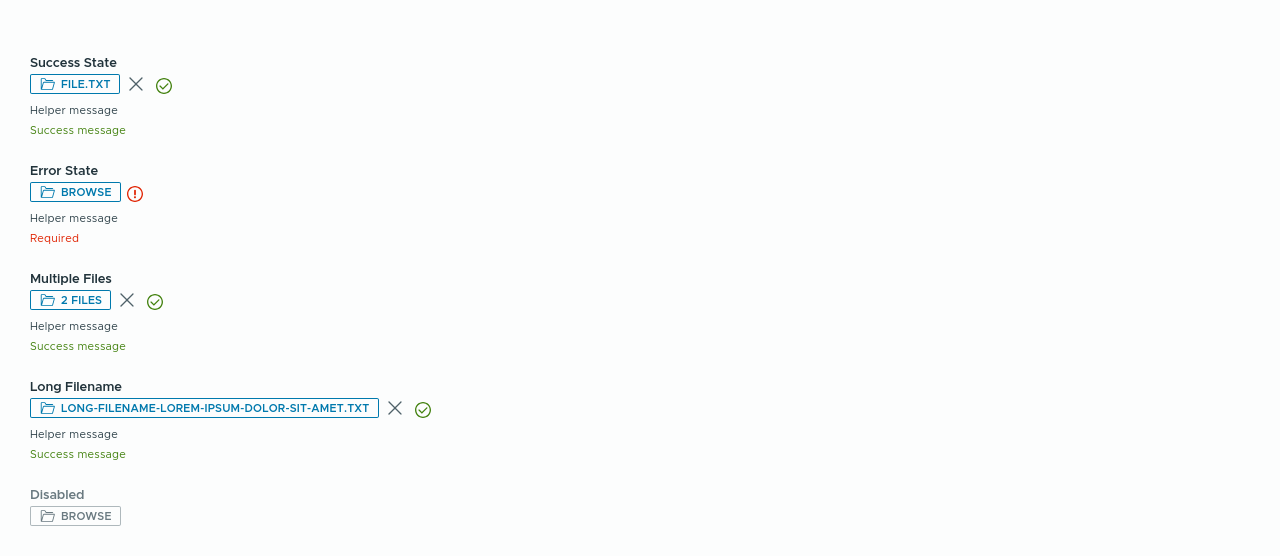 Success State
FILE.TXT
Helper message
Success message
Error State
BROWSE
Helper message
Required
Multiple Files
2 FILES
Helper message
Success message
Long Filename
LONG-FILENAME-LOREM-IPSUM-DOLOR-SIT-AMET.TXT
Helper message
Success message
Disabled
BROWSE